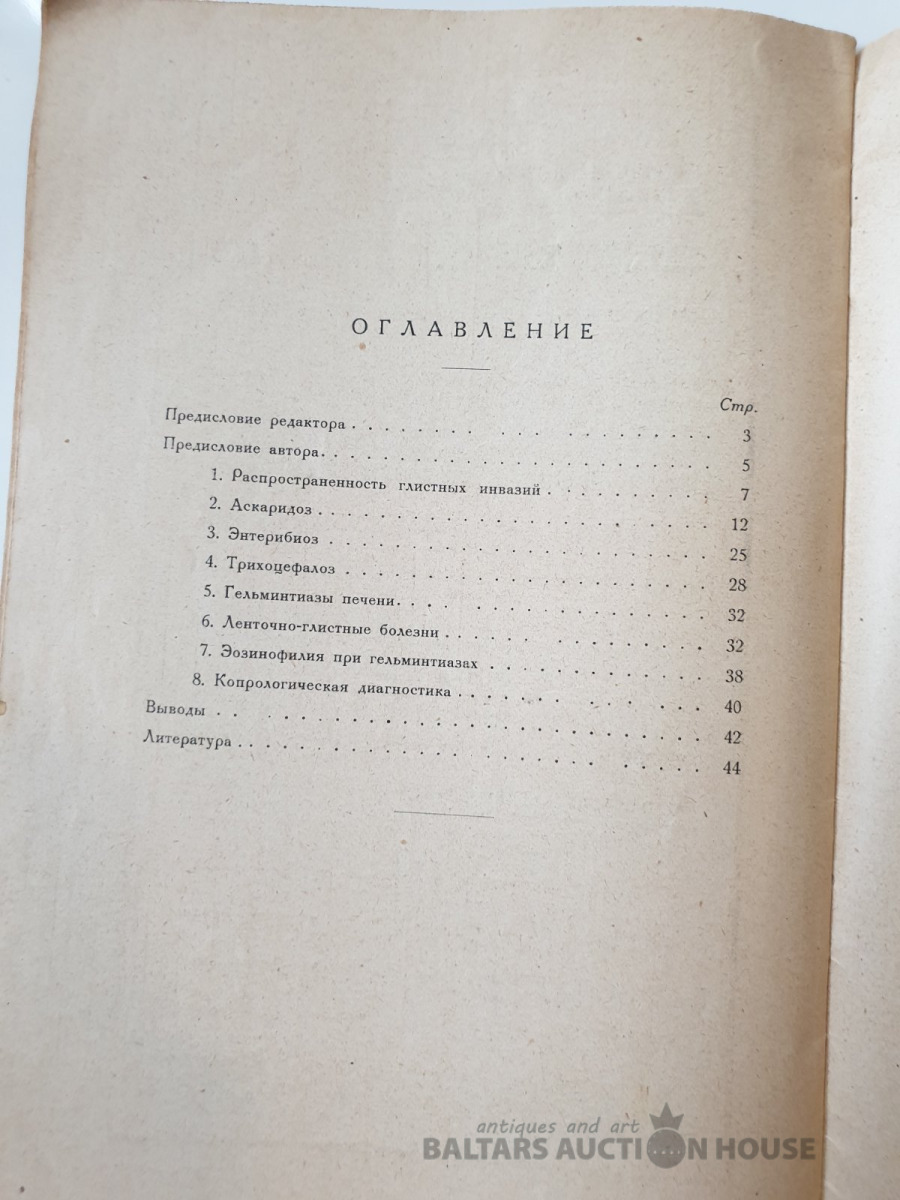 ОГЛАВЛЕНИЕ
Стр.
Предисловие редактора . . . . . . . . . . . . . . . . . . . 3
Предисловие автора. . . . . . . . . . . . . . . . . . . . . 5
1. Распространенность глистных инвазий . . . . . . . . . 7
2. Аскаридоз . . . . . . . . . . . . . . . . . . . . . 12
3. Энтерибиоз . . . . . . . . . . . . . . . . . . . . . 25
4. Трихоцефалоз . . . . . . . . . . . . . . . . . . . . 28
5. Гельминтиазы печени. . . . . . . . . . . . . . . . . 32
6. Ленточно-глистные болезни . . . . . . . . . . . . . . 32
7. Эозинофилия при гельминтиазах . . . . . . . . . . . . 38
8. Копрологическая диагностика . . . . . . . . . . . . . 40
Выводы . . . . . . . . . . . . . . . . . . . . . . . . . 42
Литература . . . . . . . . . . . . . . . . . . . . . . . 44
antiques and art
BALTARS AUCTION HOUSE